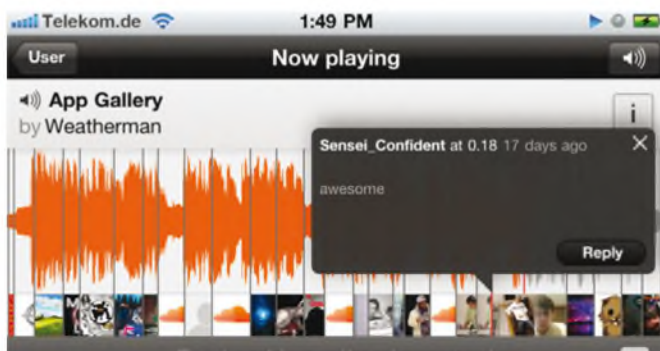 Telekom.de 1:49 PM
User Now playing
App Gallery
by Weatherman
i
Sensei_Confident at 0.18 17 days ago
awesome
Reply